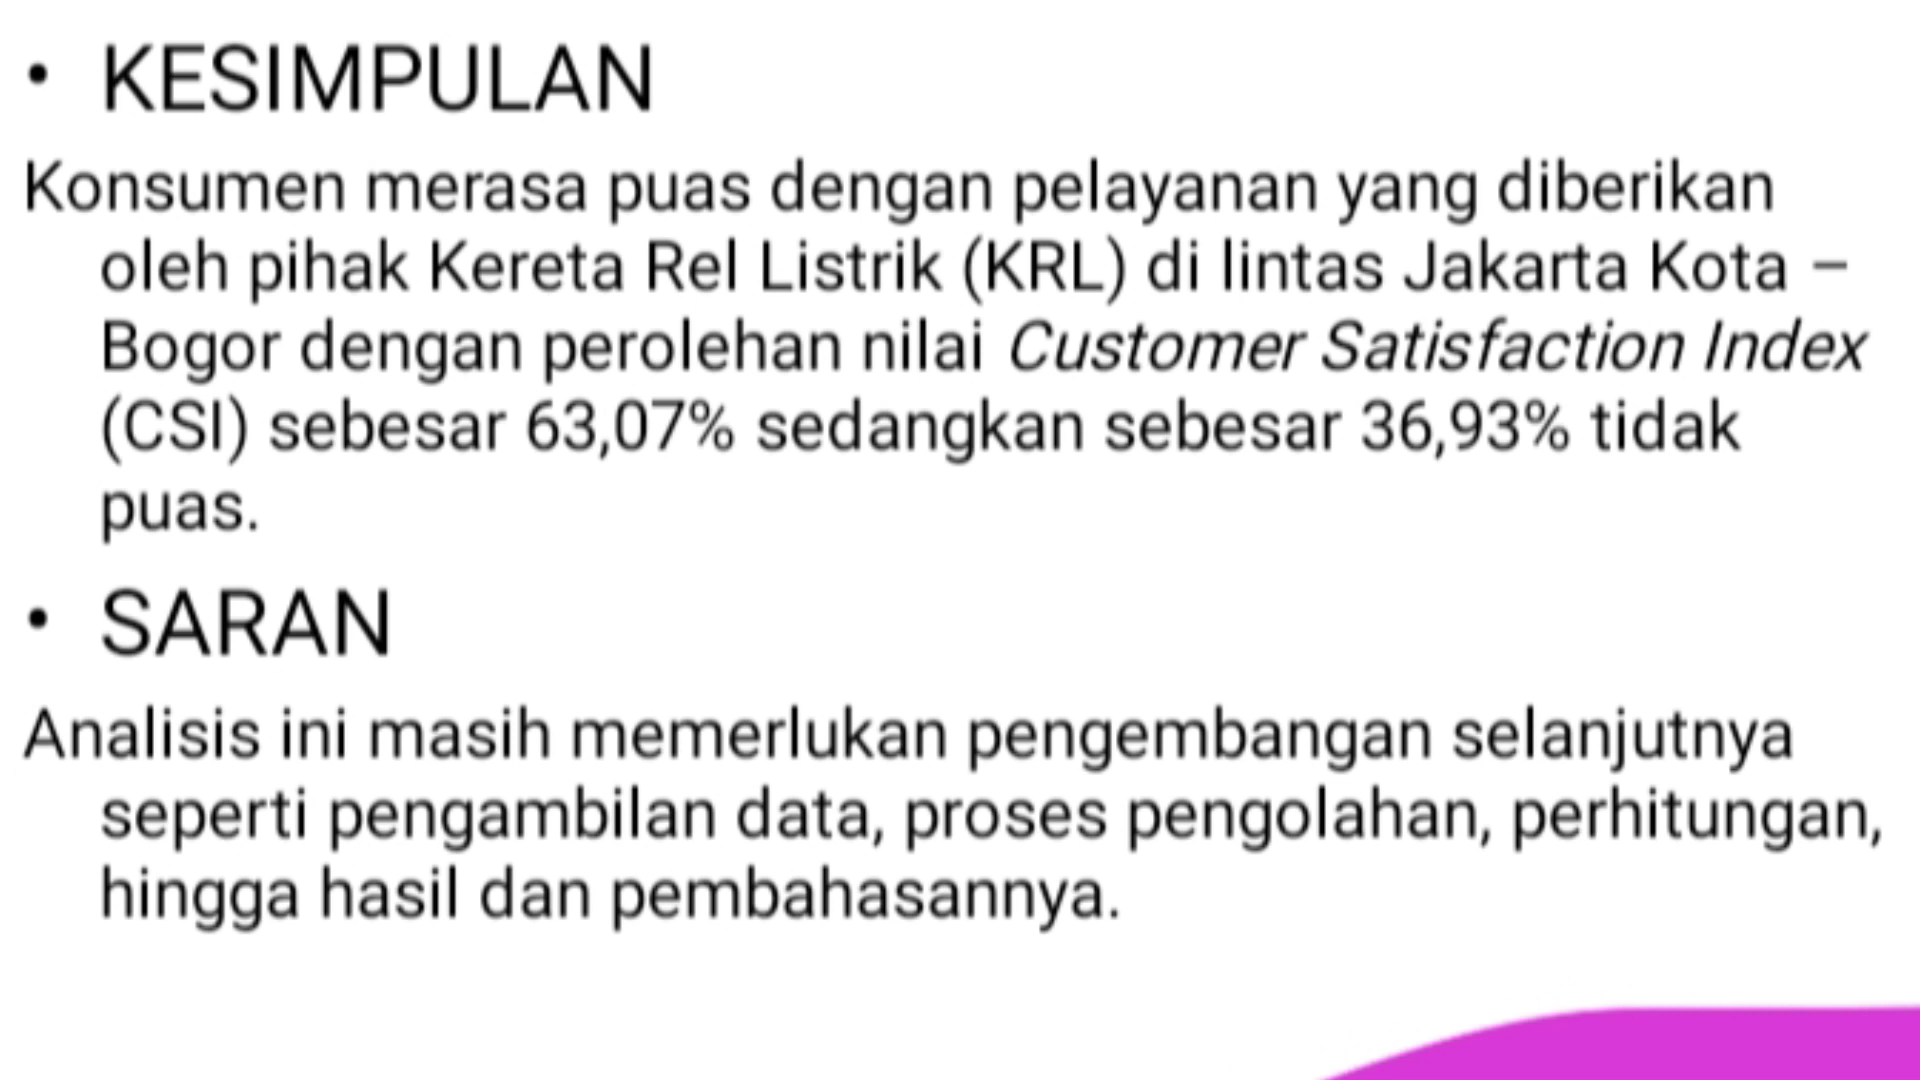 • KESIMPULAN
Konsumen merasa puas dengan pelayanan yang diberikan
oleh pihak Kereta Rel Listrik (KRL) di lintas Jakarta Kota –
Bogor dengan perolehan nilai Customer Satisfaction Index
(CSI) sebesar 63,07% sedangkan sebesar 36,93% tidak
puas.
• SARAN
Analisis ini masih memerlukan pengembangan selanjutnya
seperti pengambilan data, proses pengolahan, perhitungan,
hingga hasil dan pembahasannya.